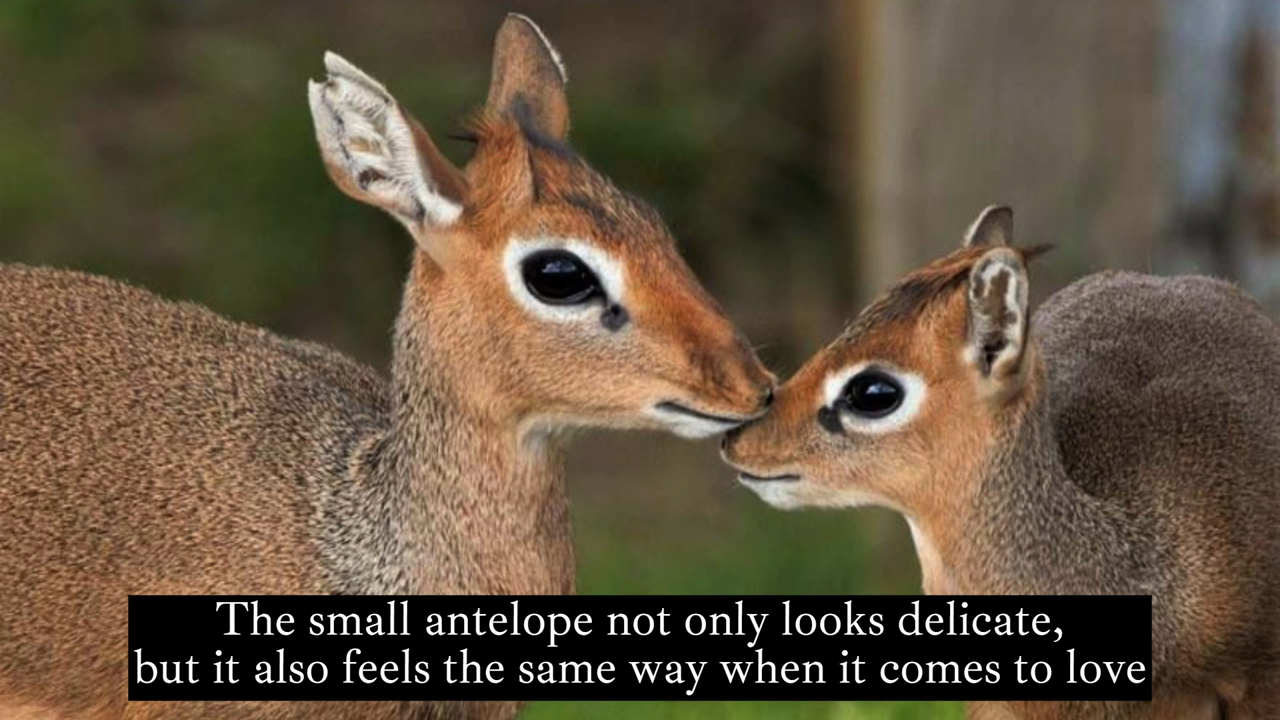 The small antelope not only looks delicate,
but it also feels the same way when it comes to love